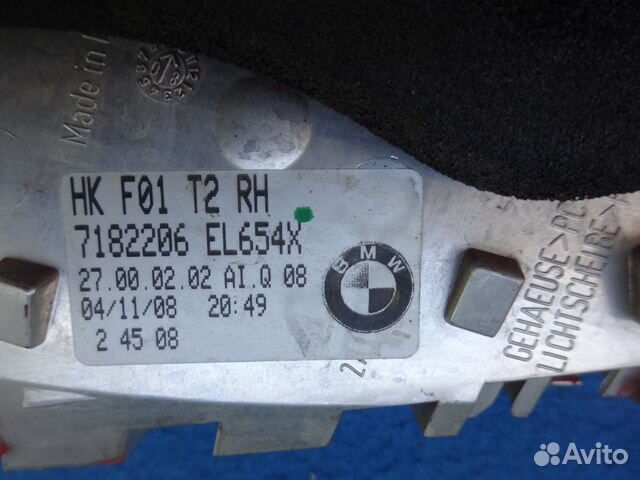 Made in
HK F01 T2 RH
7182206 EL654X
27.00.02.02 AI.Q 08
04/11/08 20:49
2 45 08
BMW
GEHAEUSE >PC
LICHTSCHEIBE >
Avito